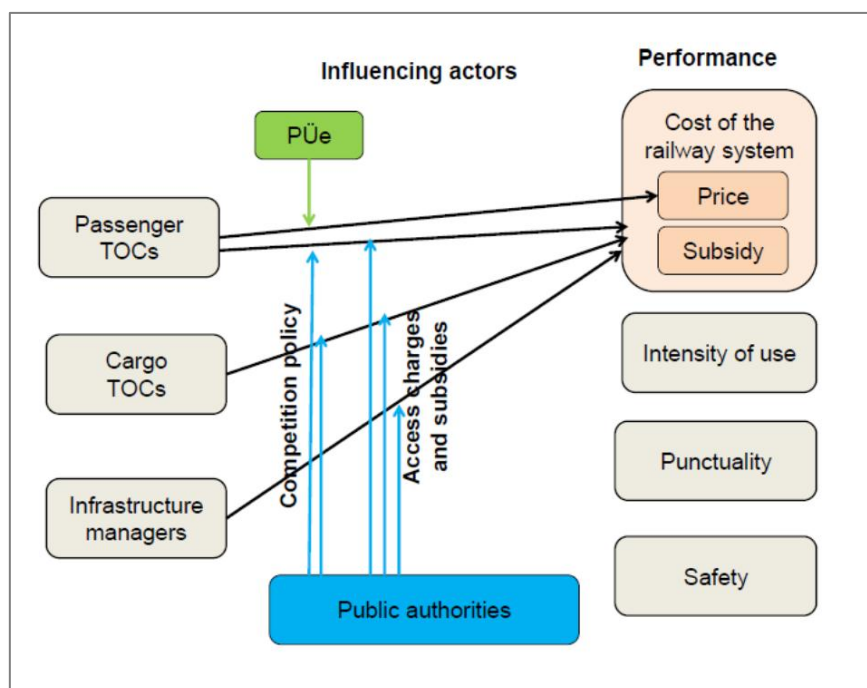 Influencing actors
Performance
PÜe
Cost of the
railway system
Price
Subsidy
Passenger
TOCs
Cargo
TOCs
Infrastructure
managers
Competition policy
Access charges
and subsidies
Intensity of use
Punctuality
Safety
Public authorities